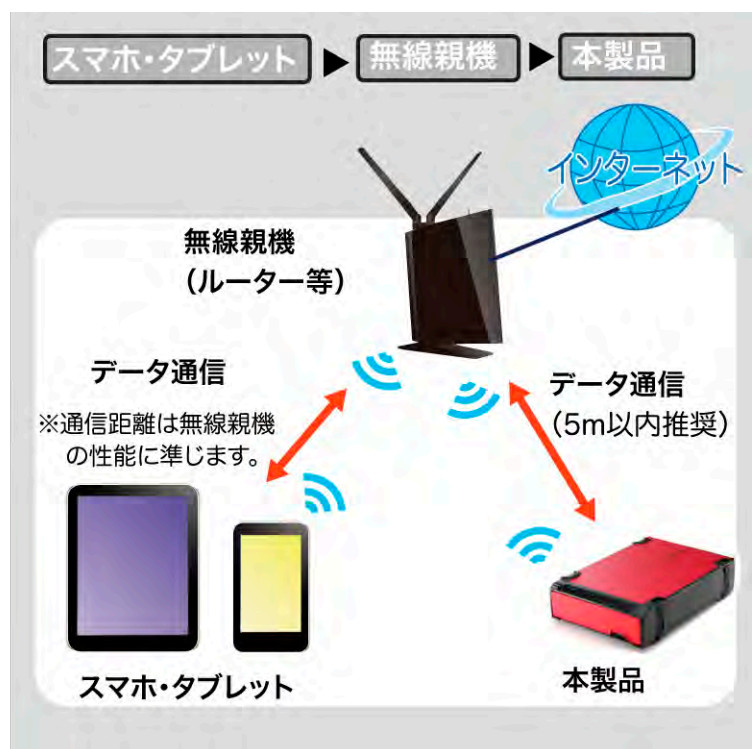 スマホ・タブレット▶無線親機▶本製品
インターネット
無線親機
（ルーター等）
データ通信
※通信距離は無線親機
の性能に準じます。
データ通信
（5m以内推奨）
スマホ・タブレット
本製品